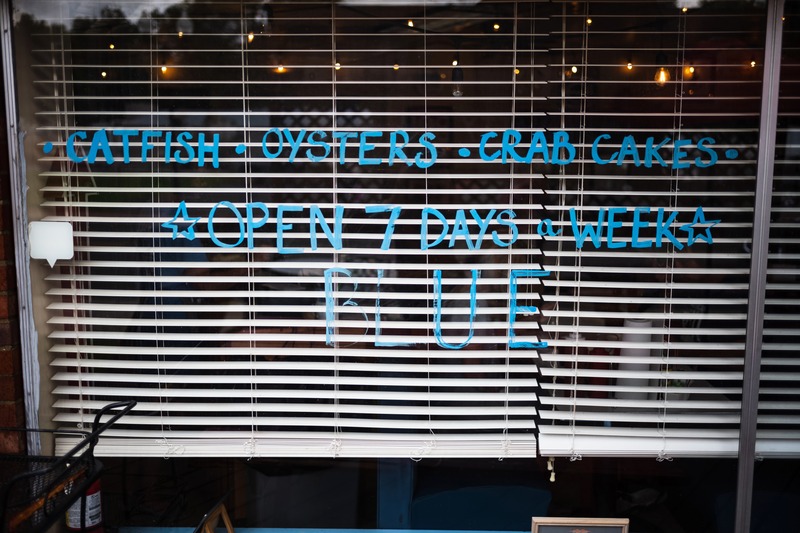 • CATFISH • OYSTERS • CRAB CAKES •
☆ OPEN 7 DAYS a WEEK ☆
BLUE